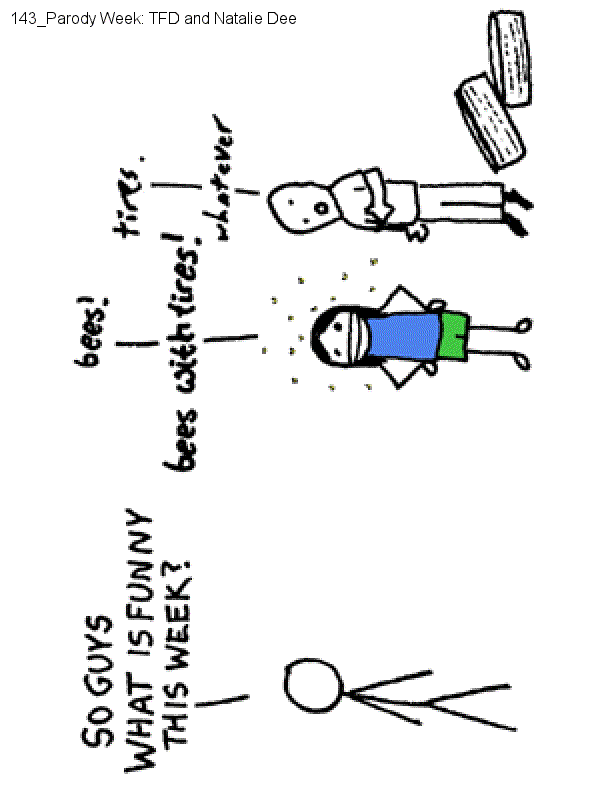 143_Parody Week: TFD and Natalie Dee
SO GUYS
WHAT IS FUNNY
THIS WEEK?
bees!
tires.
bees with tires!
whatever